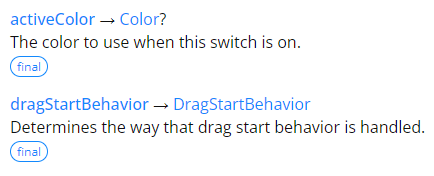 activeColor → Color?
The color to use when this switch is on.
final
dragStartBehavior → DragStartBehavior
Determines the way that drag start behavior is handled.
final